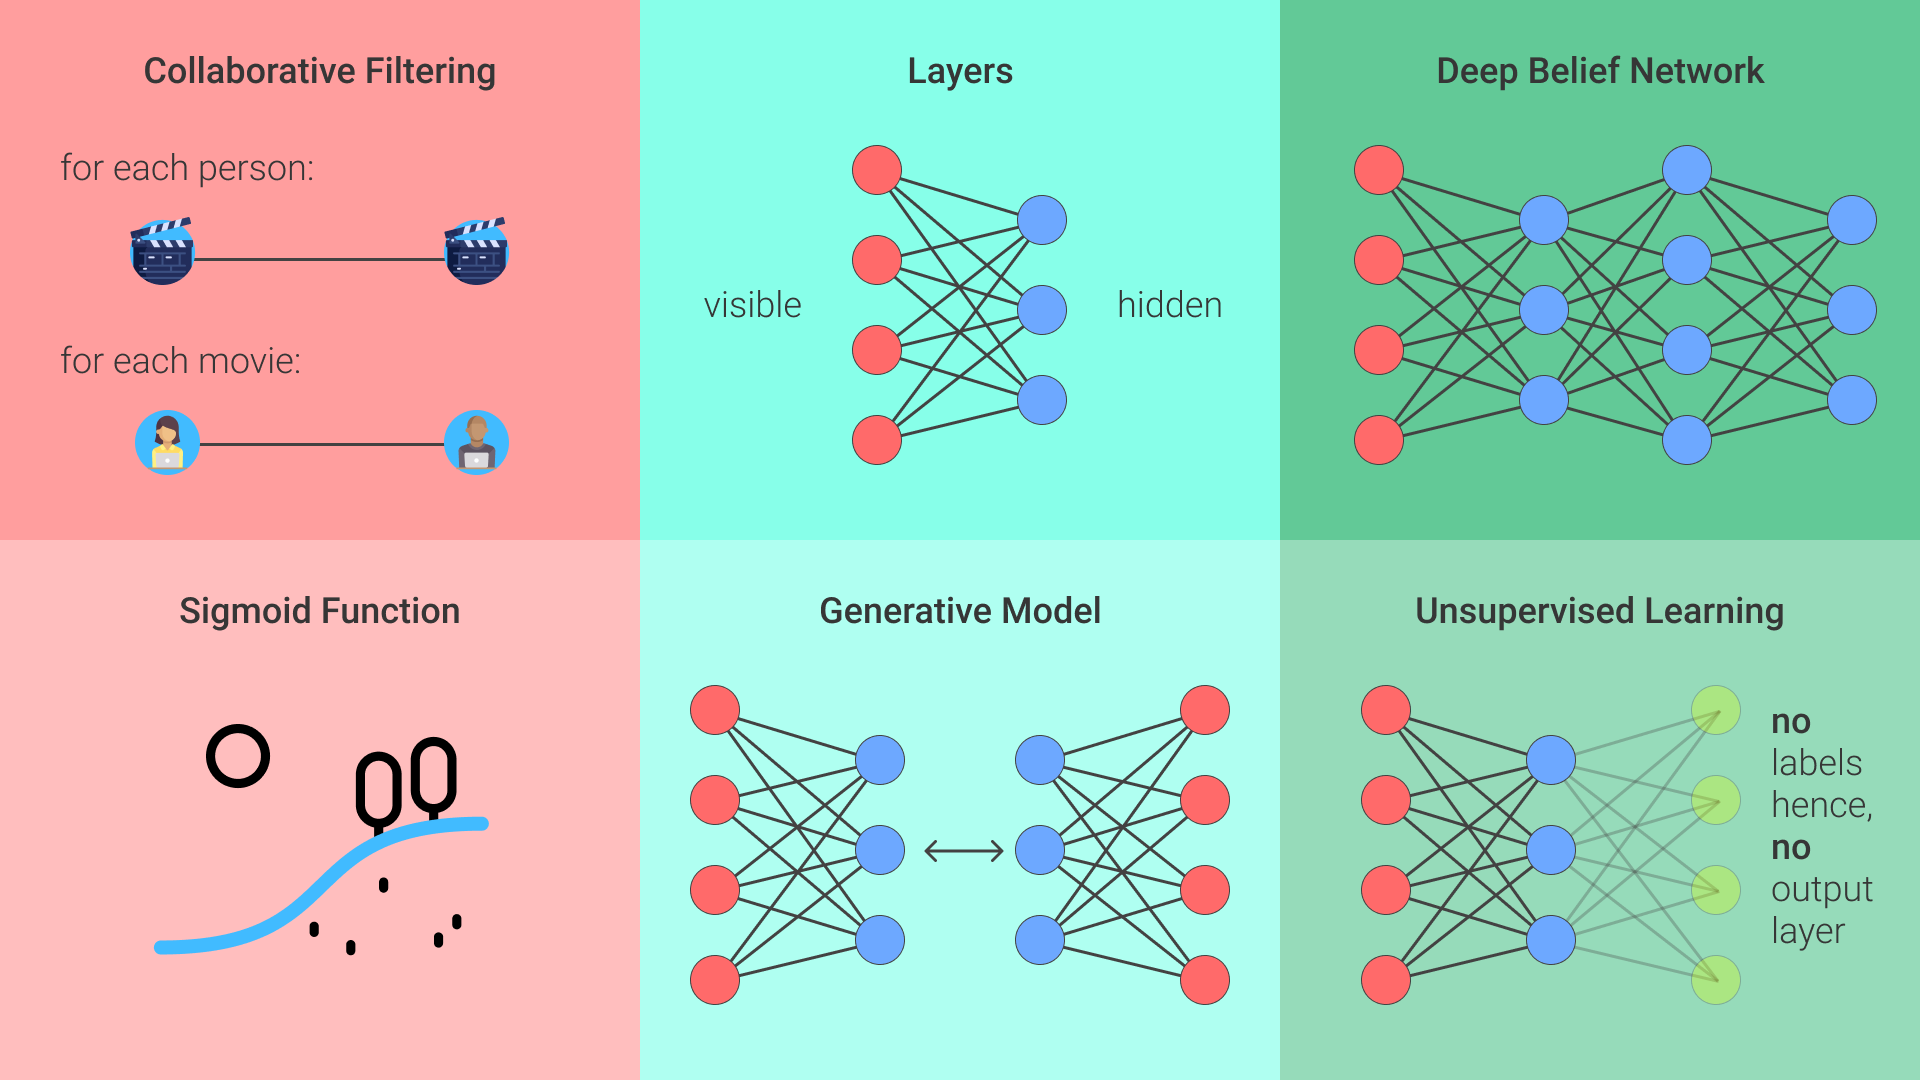 Collaborative Filtering
for each person:
for each movie:
Layers
visible
hidden
Deep Belief Network
Sigmoid Function
Generative Model
Unsupervised Learning
no
labels
hence,
no
output
layer